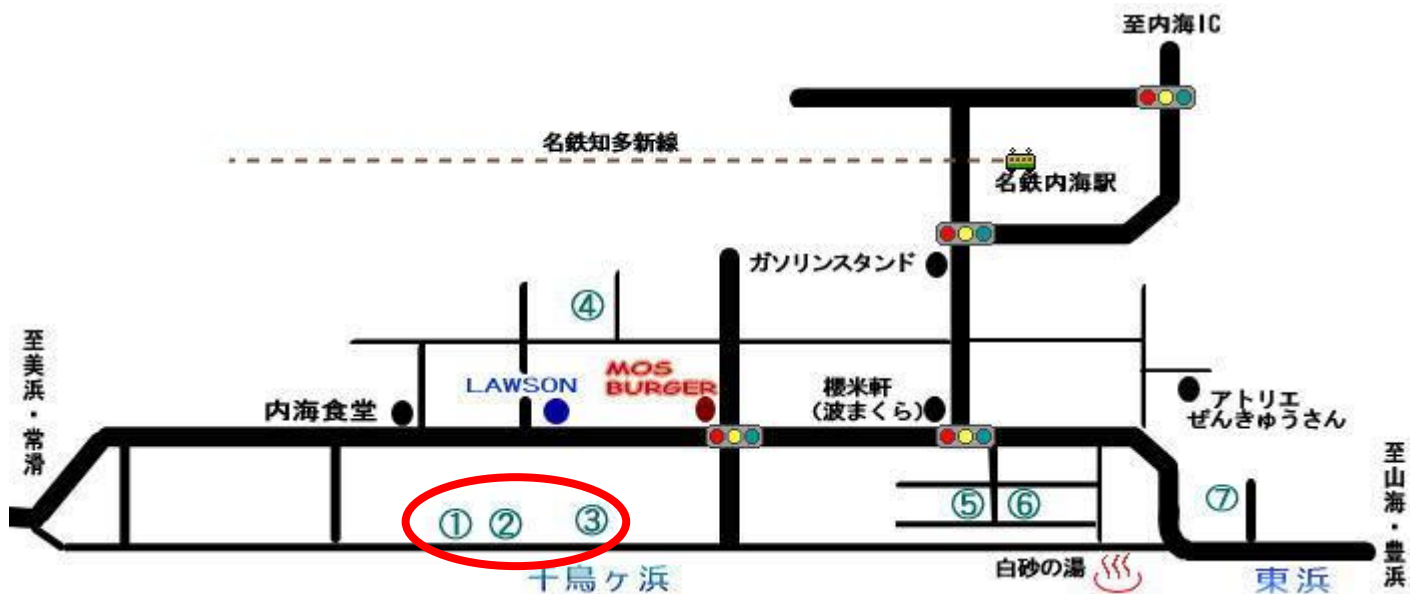 至内海IC
名鉄知多新線
名鉄内海駅
ガソリンスタンド
④
至美浜・常滑
LAWSON
MOS
BURGER
内海食堂
櫻米軒
(波まくら)
アトリエ
ぜんきゅうさん
至山海・豊浜
① ② ③
⑤ ⑥
⑦
千鳥ヶ浜
白砂の湯
東浜